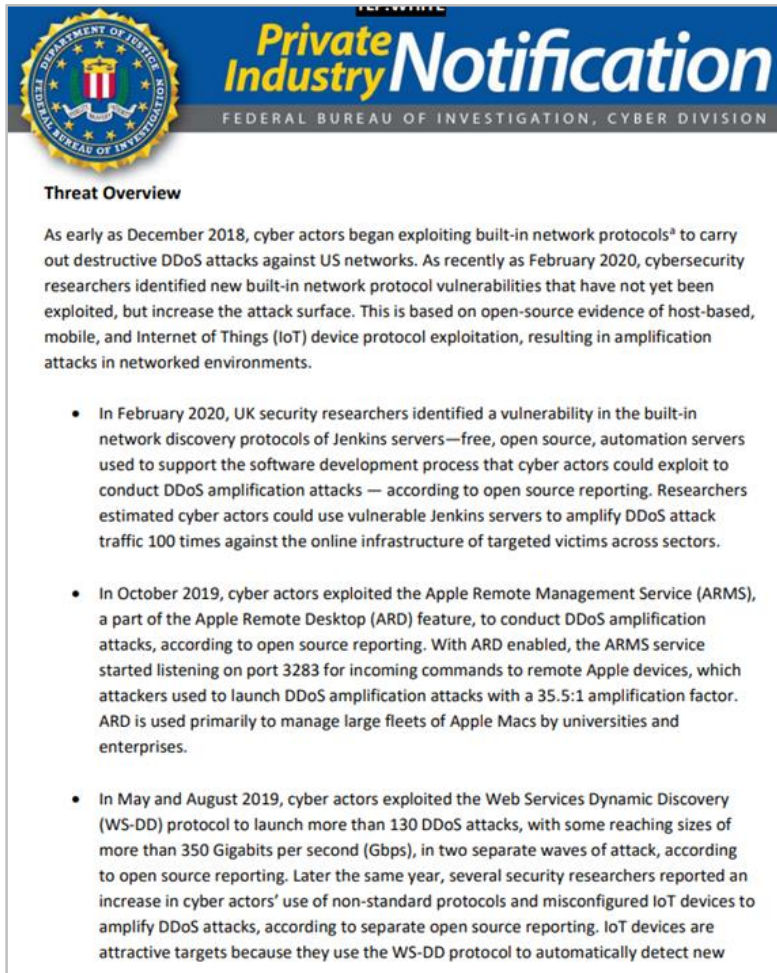 TLP:WHITE
Private
Industry Notification
FEDERAL BUREAU OF INVESTIGATION, CYBER DIVISION
DEPARTMENT OF JUSTICE
FEDERAL BUREAU OF INVESTIGATION
Threat Overview
As early as December 2018, cyber actors began exploiting built-in network protocolsᵃ to carry
out destructive DDoS attacks against US networks. As recently as February 2020, cybersecurity
researchers identified new built-in network protocol vulnerabilities that have not yet been
exploited, but increase the attack surface. This is based on open-source evidence of host-based,
mobile, and Internet of Things (IoT) device protocol exploitation, resulting in amplification
attacks in networked environments.
• In February 2020, UK security researchers identified a vulnerability in the built-in
network discovery protocols of Jenkins servers—free, open source, automation servers
used to support the software development process that cyber actors could exploit to
conduct DDoS amplification attacks — according to open source reporting. Researchers
estimated cyber actors could use vulnerable Jenkins servers to amplify DDoS attack
traffic 100 times against the online infrastructure of targeted victims across sectors.
• In October 2019, cyber actors exploited the Apple Remote Management Service (ARMS),
a part of the Apple Remote Desktop (ARD) feature, to conduct DDoS amplification
attacks, according to open source reporting. With ARD enabled, the ARMS service
started listening on port 3283 for incoming commands to remote Apple devices, which
attackers used to launch DDoS amplification attacks with a 35.5:1 amplification factor.
ARD is used primarily to manage large fleets of Apple Macs by universities and
enterprises.
• In May and August 2019, cyber actors exploited the Web Services Dynamic Discovery
(WS-DD) protocol to launch more than 130 DDoS attacks, with some reaching sizes of
more than 350 Gigabits per second (Gbps), in two separate waves of attack, according
to open source reporting. Later the same year, several security researchers reported an
increase in cyber actors’ use of non-standard protocols and misconfigured IoT devices to
amplify DDoS attacks, according to separate open source reporting. IoT devices are
attractive targets because they use the WS-DD protocol to automatically detect new